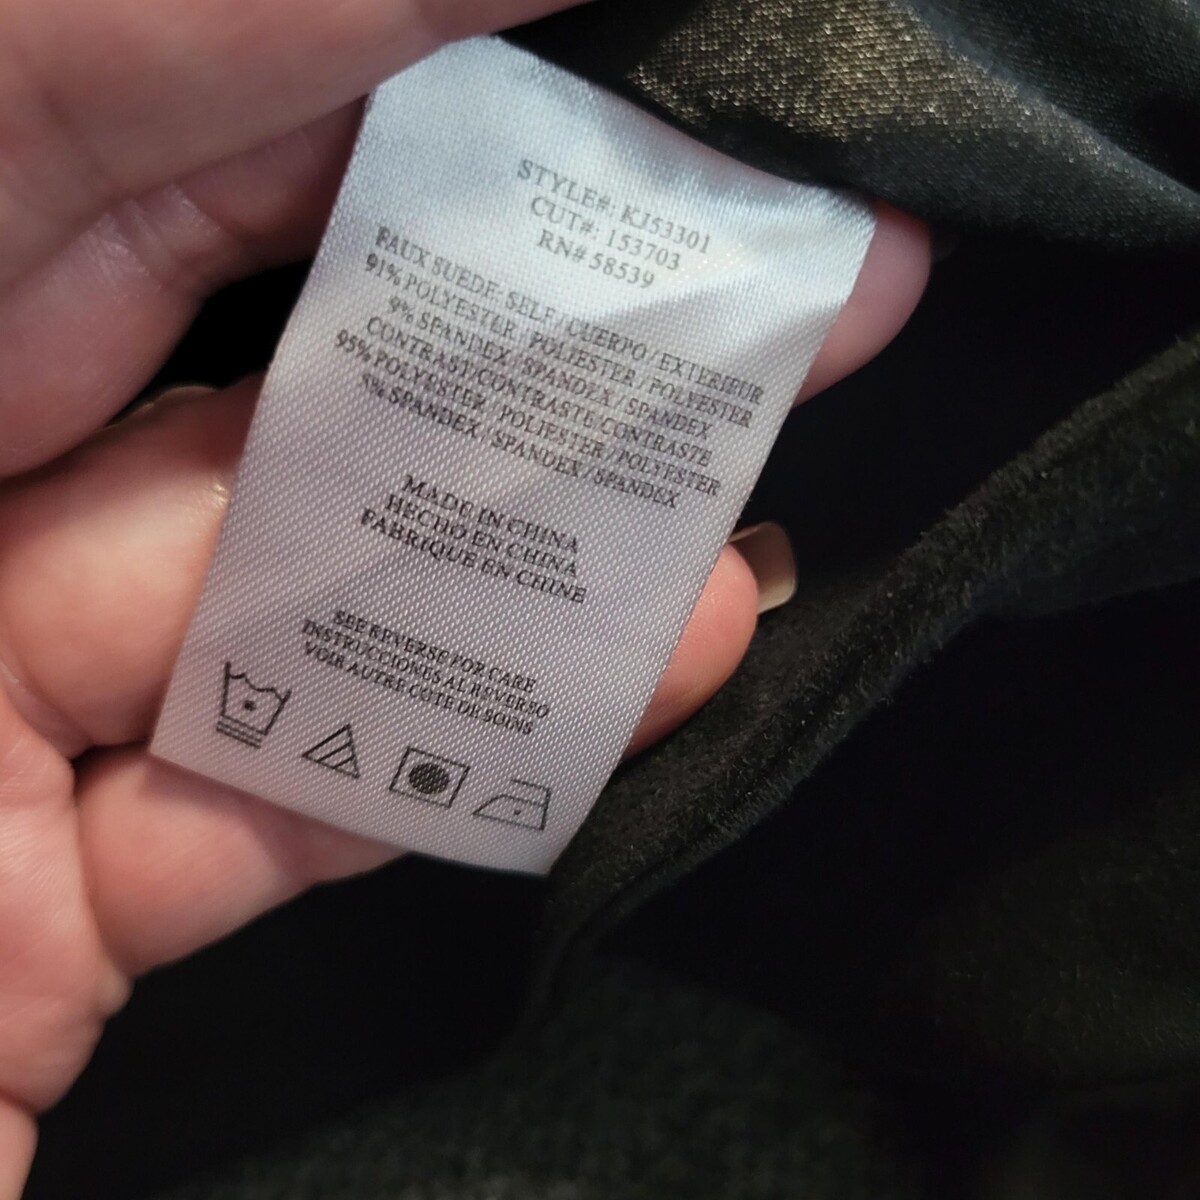 STYLE#: KJ53301
CUT#: 153703
RN# 58539
FAUX SUEDE: SELF / CUERPO / EXTERIEUR
91% POLYESTER / POLIESTER / POLYESTER
9% SPANDEX / SPANDEX / SPANDEX
CONTRAST/CONTRASTE/CONTRASTE
95% POLYESTER / POLIESTER / POLYESTER
5% SPANDEX / SPANDEX / SPANDEX
MADE IN CHINA
HECHO EN CHINA
FABRIQUE EN CHINE
SEE REVERSE FOR CARE
INSTRUCCIONES AL REVERSO
VOIR AUTRE COTE DE SOINS